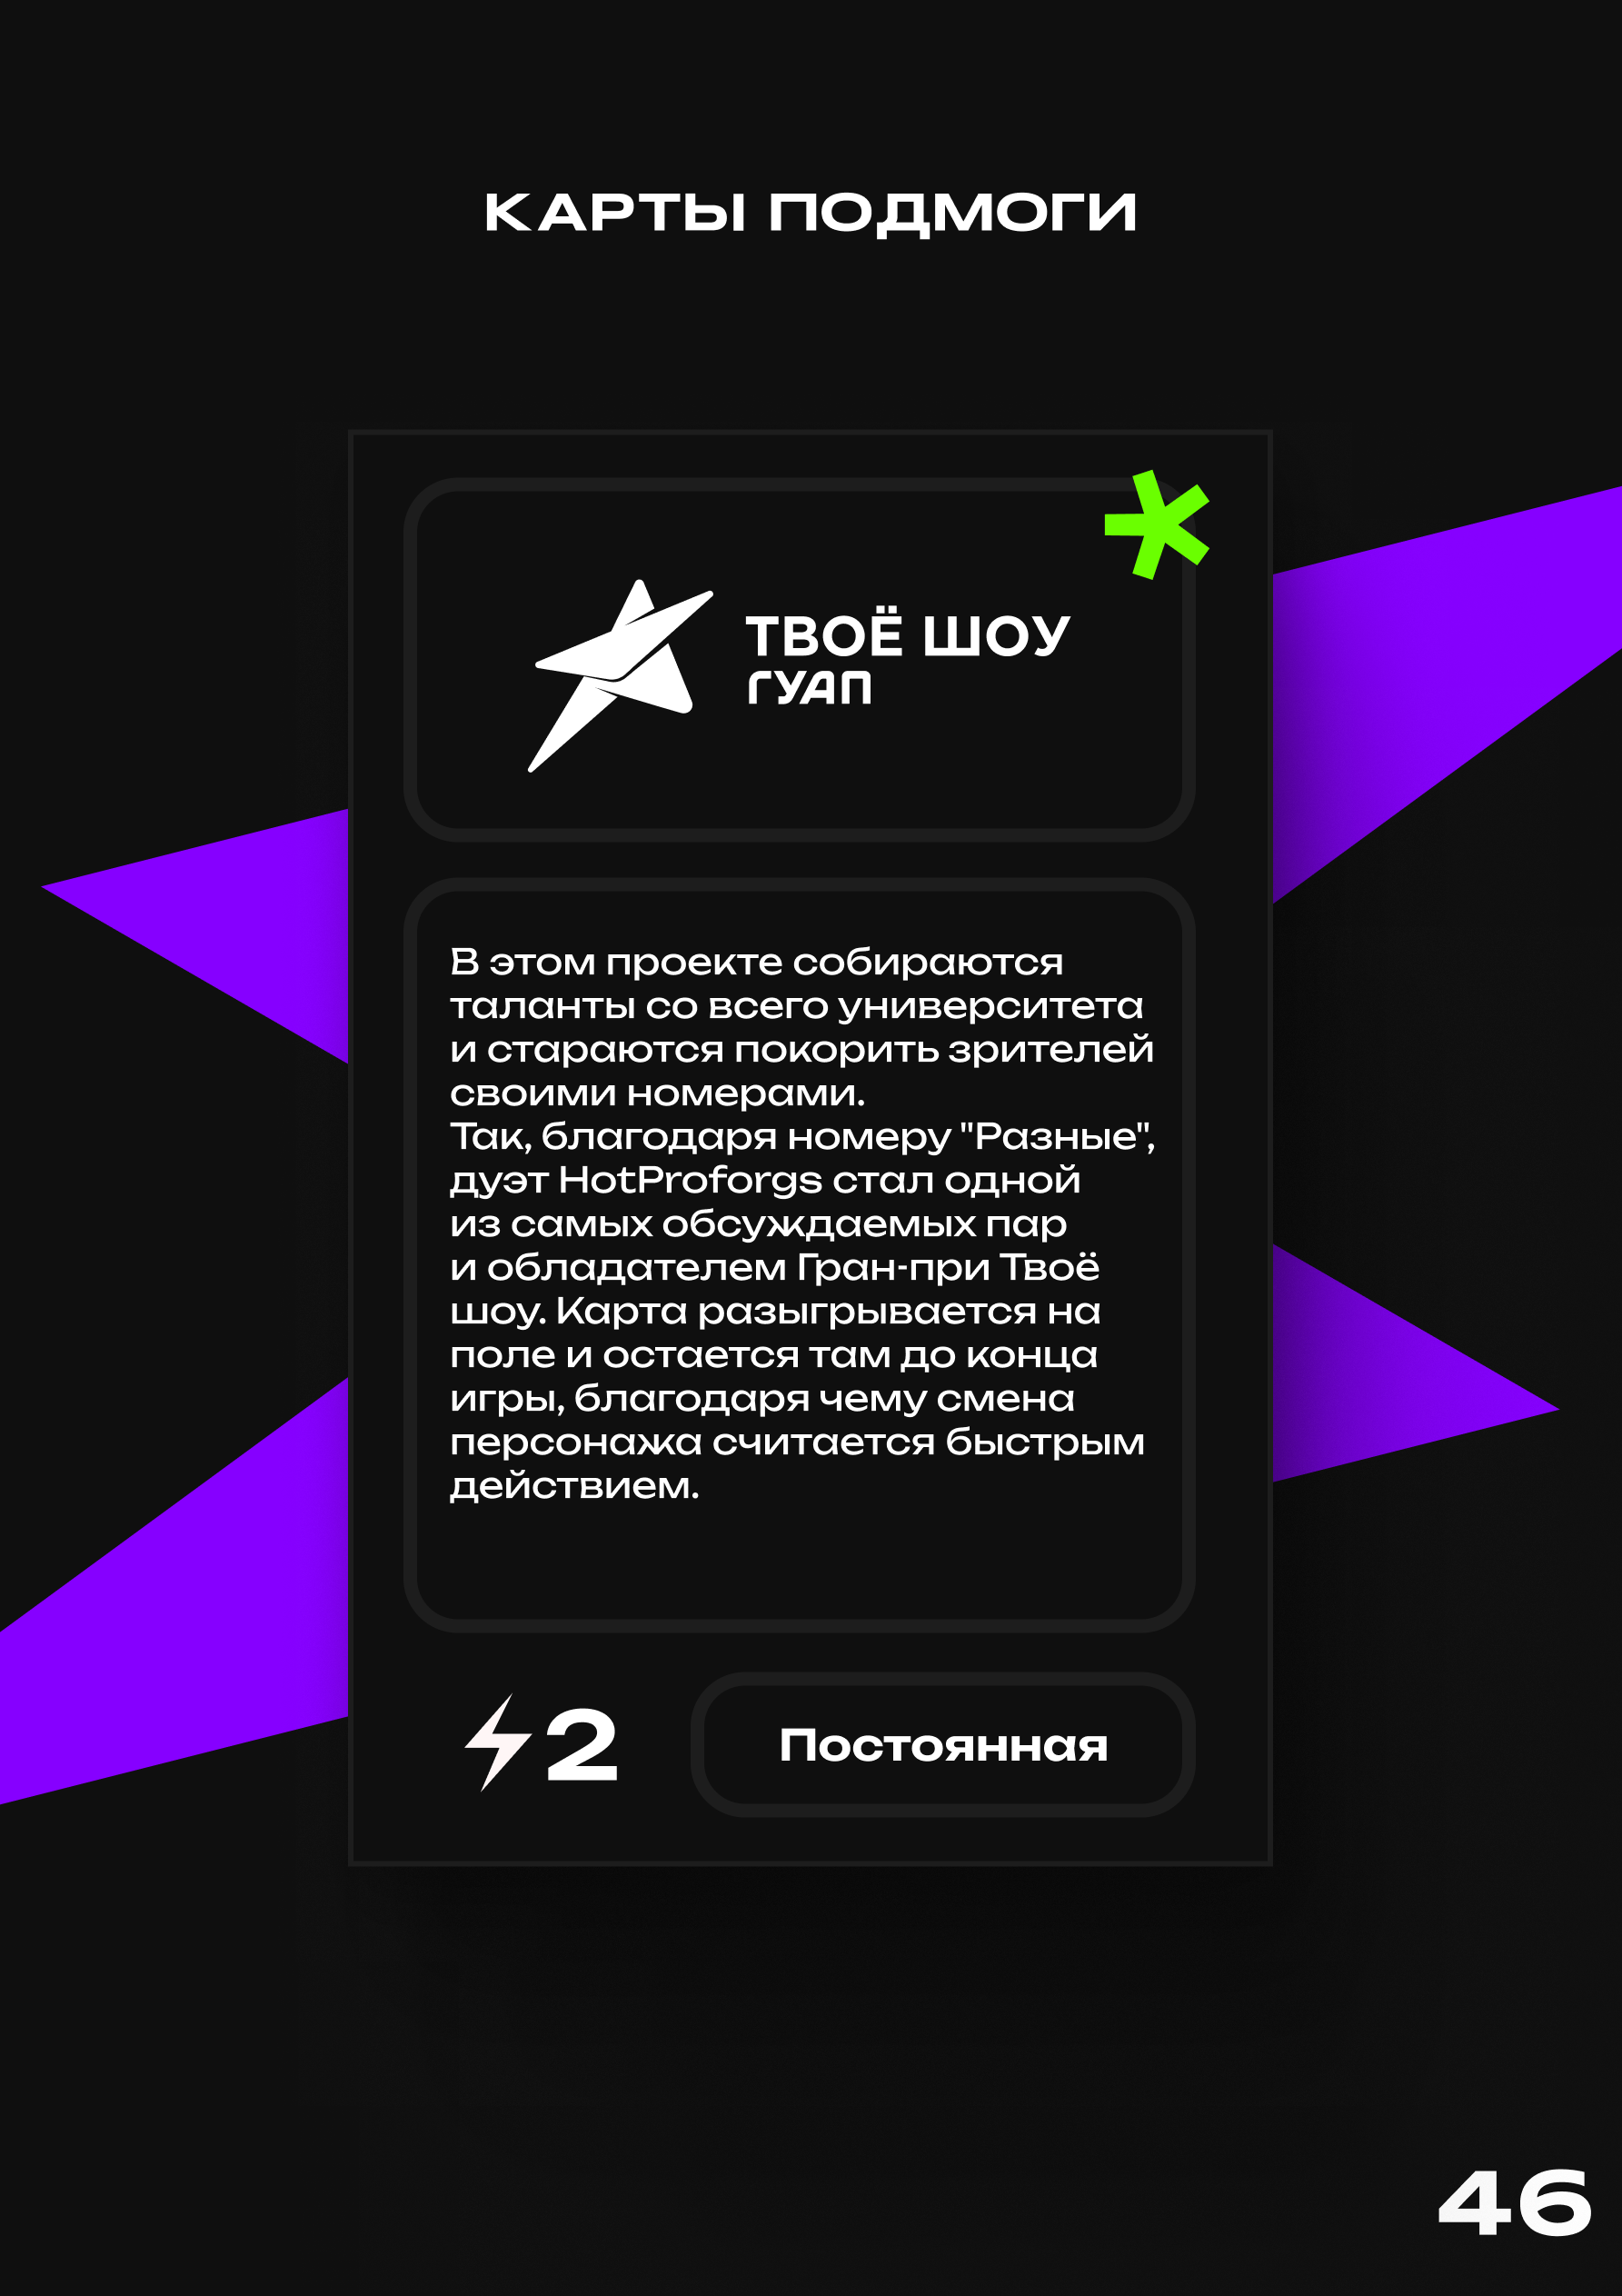 КАРТЫ ПОДМОГИ
ТВОЁ ШОУ
ГУАП
В этом проекте собираются
таланты со всего университета
и стараются покорить зрителей
своими номерами.
Так, благодаря номеру "Разные",
дуэт HotProforgs стал одной
из самых обсуждаемых пар
и обладателем Гран-при Твоё
шоу. Карта разыгрывается на
поле и остается там до конца
игры, благодаря чему смена
персонажа считается быстрым
действием.
2
Постоянная
46